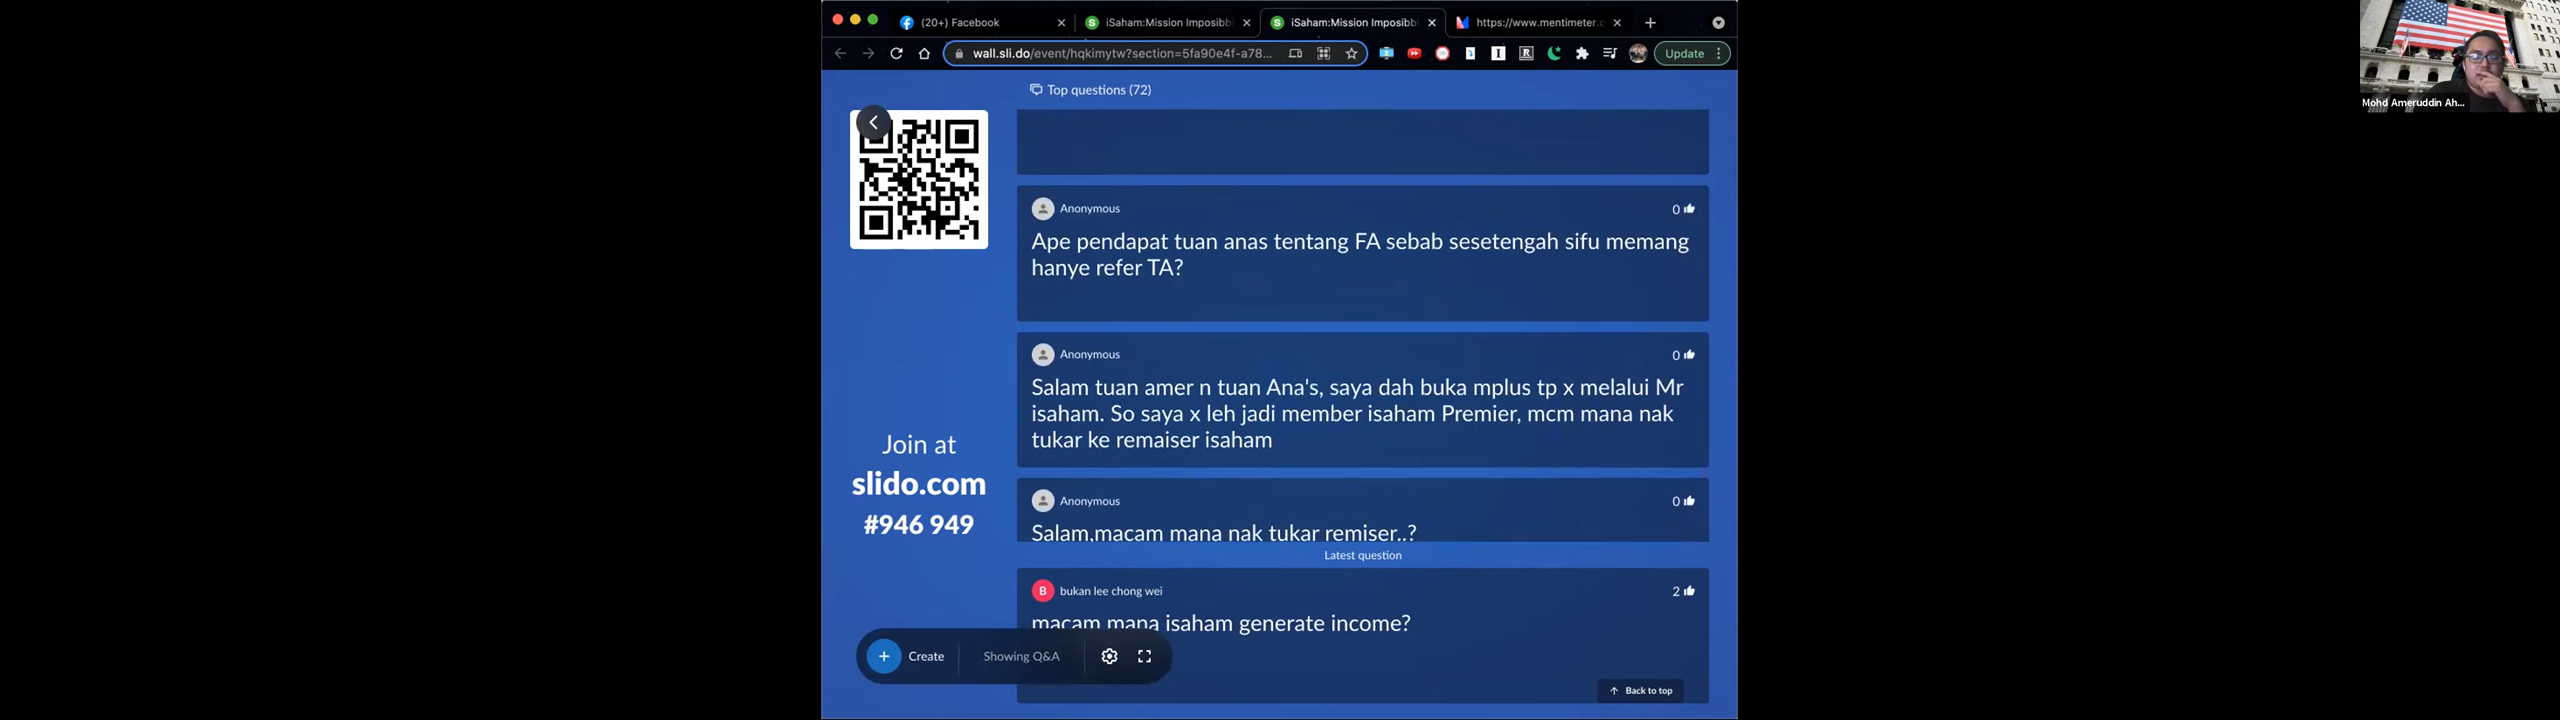 (20+) Facebook
iSaham:Mission Imposibb
iSaham:Mission Imposibb
https://www.mentimeter.c
wall.sli.do/event/hqkimytw?section=5fa90e4f-a78...
Update
Mohd Ameruddin Ah...
Top questions (72)
Anonymous
0
Ape pendapat tuan anas tentang FA sebab sesetengah sifu memang
hanye refer TA?
Anonymous
0
Salam tuan amer n tuan Ana's, saya dah buka mplus tp x melalui Mr
isaham. So saya x leh jadi member isaham Premier, mcm mana nak
tukar ke remaiser isaham
Join at
slido.com
#946 949
Anonymous
0
Salam,macam mana nak tukar remiser..?
Latest question
B
bukan lee chong wei
2
macam mana isaham generate income?
Create
Showing Q&A
Back to top